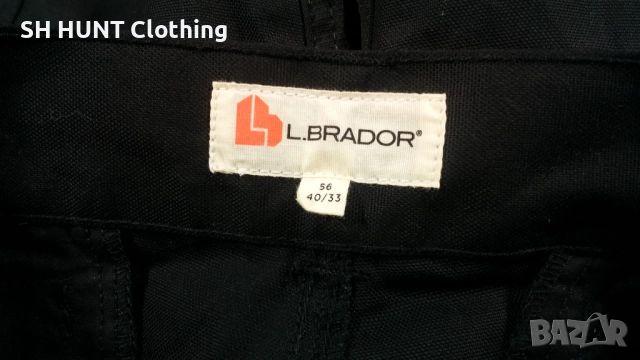 SH HUNT Clothing
L.BRADOR®
56
40/33
BAZAR